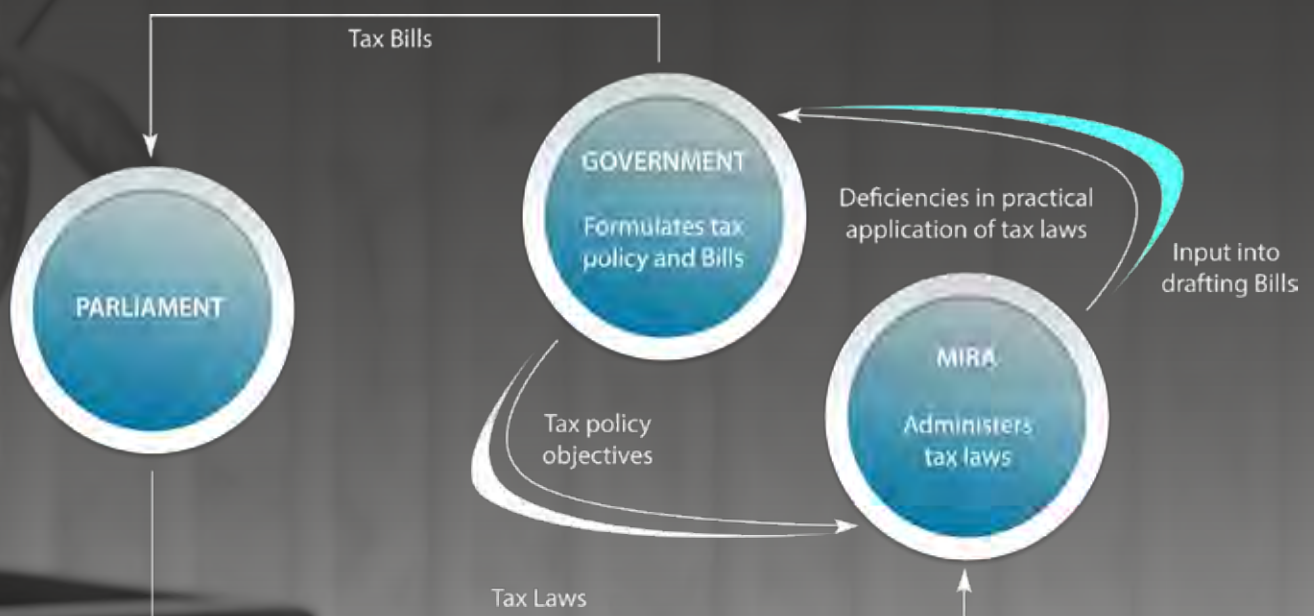 Tax Bills
GOVERNMENT
Formulates tax
policy and Bills
PARLIAMENT
Deficiencies in practical
application of tax laws
Input into
drafting Bills
MIRA
Administers
tax laws
Tax policy
objectives
Tax Laws